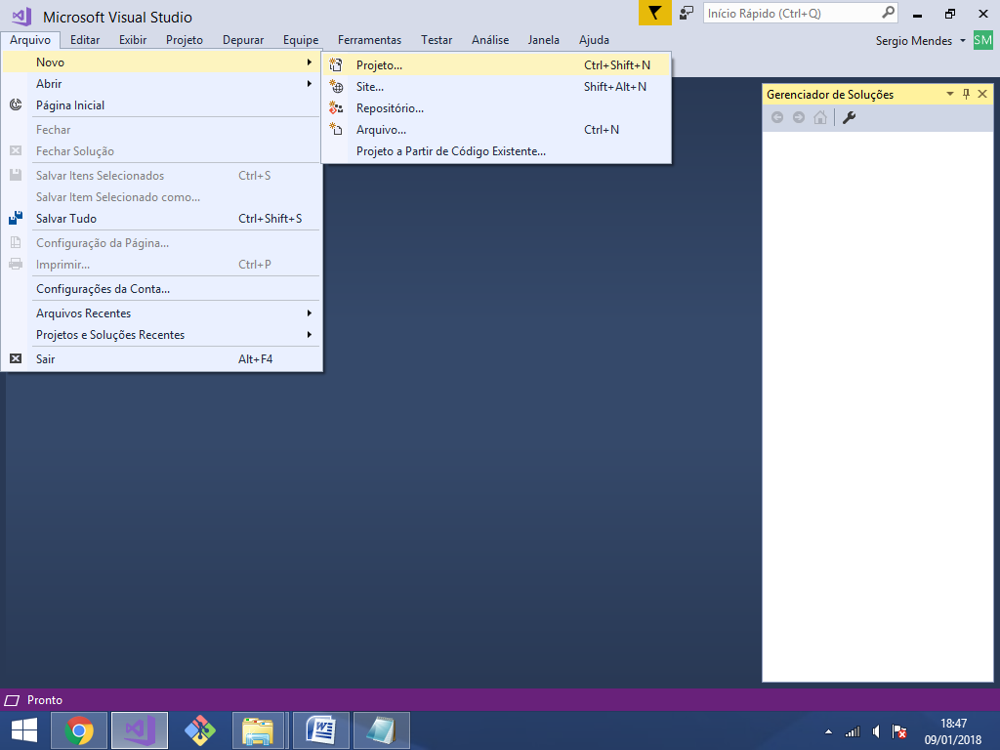 Microsoft Visual Studio
Início Rápido (Ctrl+Q)
Arquivo Editar Exibir Projeto Depurar Equipe Ferramentas Testar Análise Janela Ajuda
Sergio Mendes SM
Novo
Abrir
Página Inicial
Fechar
Fechar Solução
Salvar Itens Selecionados Ctrl+S
Salvar Item Selecionado como...
Salvar Tudo Ctrl+Shift+S
Configuração da Página...
Imprimir... Ctrl+P
Configurações da Conta...
Arquivos Recentes
Projetos e Soluções Recentes
Sair Alt+F4
Projeto... Ctrl+Shift+N
Site... Shift+Alt+N
Repositório...
Arquivo... Ctrl+N
Projeto a Partir de Código Existente...
Gerenciador de Soluções
Pronto
18:47
09/01/2018